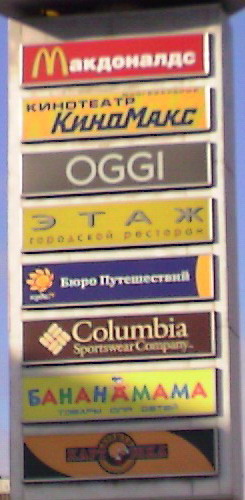 Макдоналдс
КИНОТЕАТР
КиноМакс
OGGI
ЭТАЖ
городской ресторан
Бюро Путешествий
Columbia
Sportswear Company
БАНАНАМАМА
ТОВАРЫ ДЛЯ ДЕТЕЙ